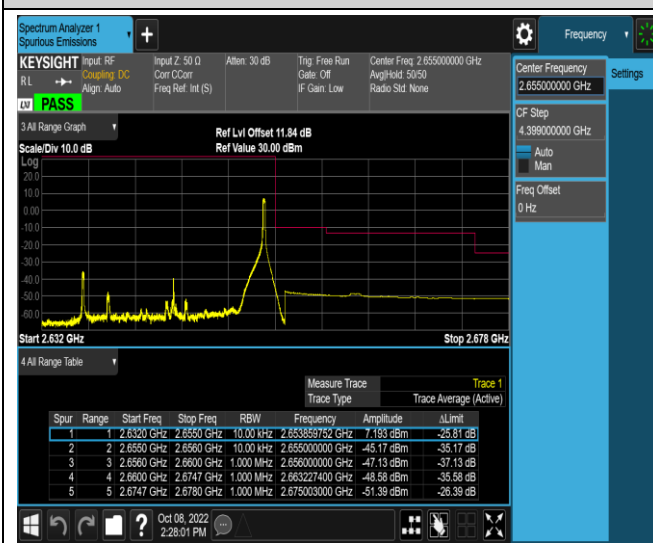 Spectrum Analyzer 1
Spurious Emissions
Frequency
KEYSIGHT Input: RF Input Z: 50 Ω Atten: 30 dB Trig: Free Run Center Freq: 2.655000000 GHz
RL Coupling: DC Corr CCorr Gate: Off Avg|Hold: 50/50
Align: Auto Freq Ref: Int (S) IF Gain: Low Radio Std: None
PASS
Center Frequency
2.655000000 GHz
Settings
CF Step
4.399000000 GHz
Auto
Man
Freq Offset
0 Hz
3 All Range Graph
Ref Lvl Offset 11.84 dB
Scale/Div 10.0 dB Ref Value 30.00 dBm
Log
20.0
10.0
0.00
-10.0
-20.0
-30.0
-40.0
-50.0
-60.0
Start 2.632 GHz Stop 2.678 GHz
4 All Range Table
Measure Trace Trace 1
Trace Type Trace Average (Active)
Spur Range Start Freq Stop Freq RBW Frequency Amplitude ΔLimit
1 1 2.6320 GHz 2.6550 GHz 10.00 kHz 2.653859752 GHz 7.193 dBm -25.81 dB
2 2 2.6550 GHz 2.6560 GHz 10.00 kHz 2.655000000 GHz -45.17 dBm -35.17 dB
3 3 2.6560 GHz 2.6600 GHz 1.000 MHz 2.656000000 GHz -47.13 dBm -37.13 dB
4 4 2.6600 GHz 2.6747 GHz 1.000 MHz 2.663227400 GHz -48.58 dBm -35.58 dB
5 5 2.6747 GHz 2.6780 GHz 1.000 MHz 2.675003000 GHz -51.39 dBm -26.39 dB
Oct 08, 2022
2:28:01 PM